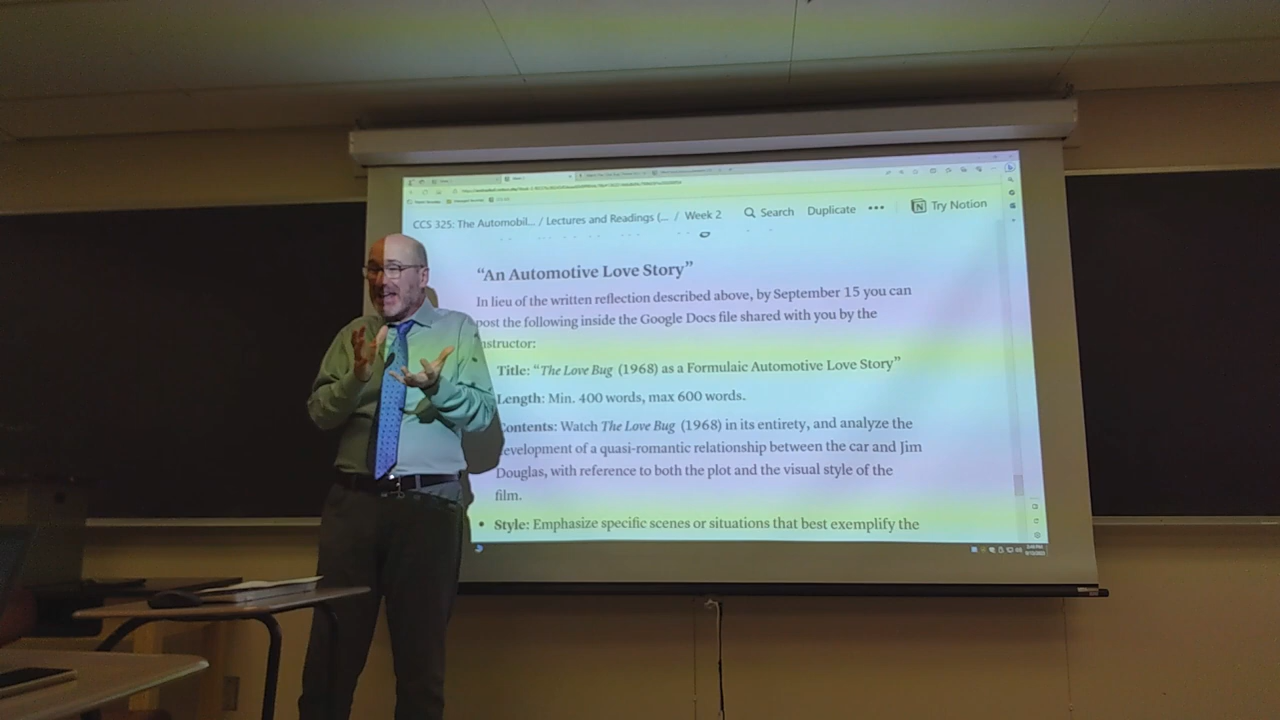 CCS 325: The Automobil... / Lectures and Readings (... / Week 2 Search Duplicate ••• Try Notion
“An Automotive Love Story”
In lieu of the written reflection described above, by September 15 you can
post the following inside the Google Docs file shared with you by the
nstructor:
Title: “The Love Bug (1968) as a Formulaic Automotive Love Story”
Length: Min. 400 words, max 600 words.
Contents: Watch The Love Bug (1968) in its entirety, and analyze the
evelopment of a quasi-romantic relationship between the car and Jim
Douglas, with reference to both the plot and the visual style of the
film.
• Style: Emphasize specific scenes or situations that best exemplify the